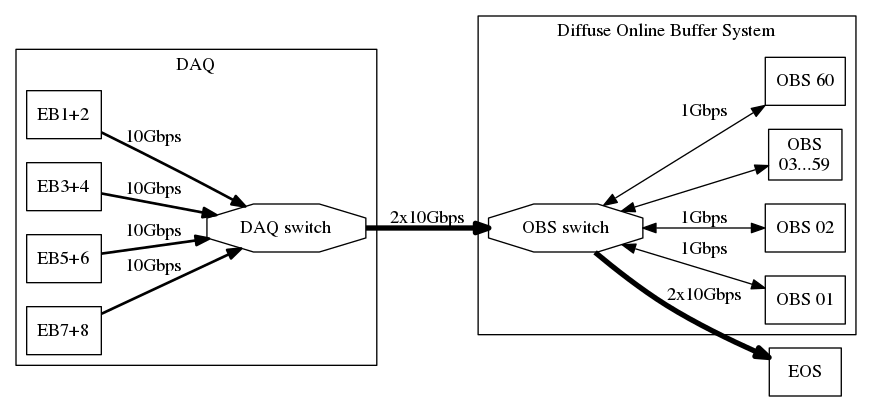 DAQ
EB1+2
10Gbps
EB3+4
10Gbps
EB5+6
10Gbps
EB7+8
10Gbps
DAQ switch
2x10Gbps
Diffuse Online Buffer System
OBS switch
1Gbps
OBS 60
OBS
03...59
1Gbps
OBS 02
1Gbps
OBS 01
2x10Gbps
EOS